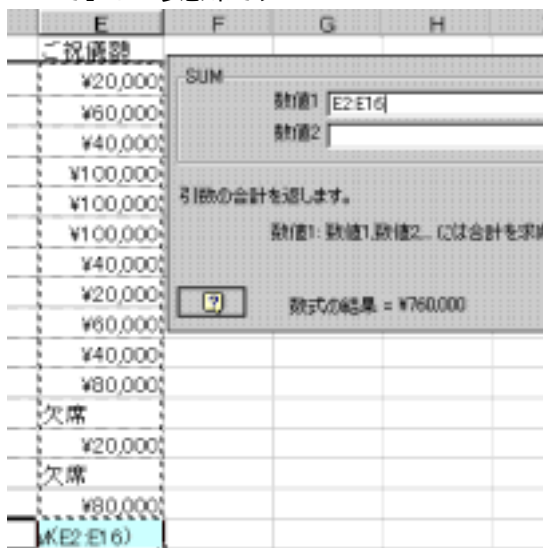 E F G H
ご祝儀額
¥20,000
¥60,000
¥40,000
¥100,000
¥100,000
¥100,000
¥40,000
¥20,000
¥60,000
¥40,000
¥80,000
欠席
¥20,000
欠席
¥80,000
M(E2:E16)
SUM
数値1 E2:E16
数値2
引数の合計を返します。
数値1: 数値1,数値2,... には合計を求
数式の結果 = ¥760,000